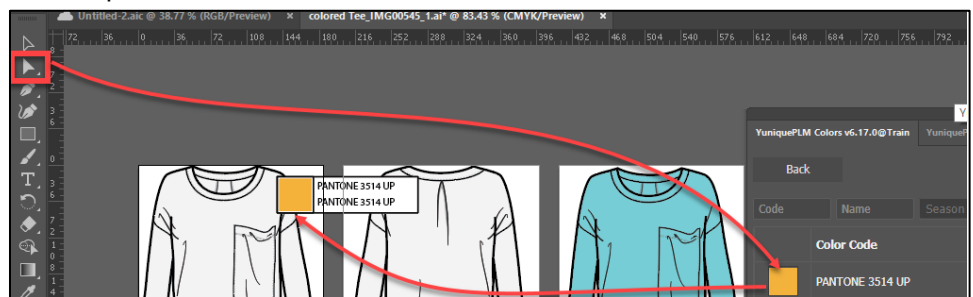 Untitled-2.aic @ 38.77 % (RGB/Preview) × colored Tee_IMG00545_1.ai* @ 83.43 % (CMYK/Preview) ×
72 36 0 36 72 108 144 180 216 252 288 324 360 396 432 468 504 540 576 612 648 684 720 756 792
YuniquePLM Colors v6.17.0@Train
Back
Code Name Season
Color Code
PANTONE 3514 UP
PANTONE 3514 UP
PANTONE 3514 UP